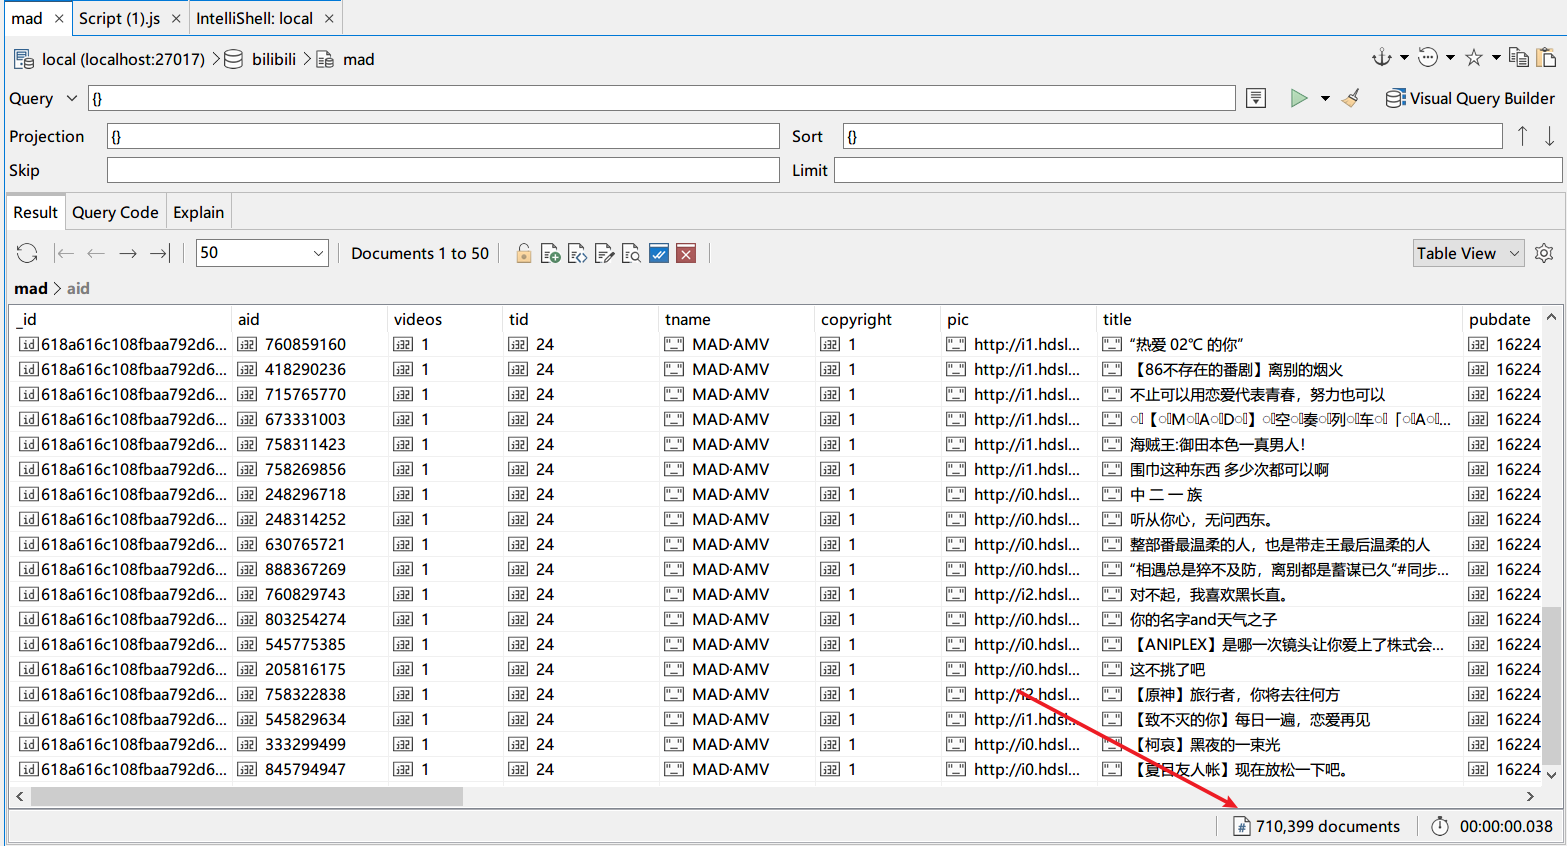 mad × Script (1).js × IntelliShell: local ×
local (localhost:27017) > bilibili > mad
Query {} Visual Query Builder
Projection {} Sort {}
Skip Limit
Result Query Code Explain
50 Documents 1 to 50 Table View
mad > aid
_id aid videos tid tname copyright pic title pubdate
618a616c108fbaa792d6... 760859160 1 24 MAD·AMV 1 http://i1.hdsl... “热爱 02℃ 的你” 16224
618a616c108fbaa792d6... 418290236 1 24 MAD·AMV 1 http://i1.hdsl... 【86不存在的番剧】离别的烟火 16224
618a616c108fbaa792d6... 715765770 1 24 MAD·AMV 1 http://i1.hdsl... 不止可以用恋爱代表青春，努力也可以 16224
618a616c108fbaa792d6... 673331003 1 24 MAD·AMV 1 http://i1.hdsl... 【MAD】空奏列车「A... 16224
618a616c108fbaa792d6... 758311423 1 24 MAD·AMV 1 http://i1.hdsl... 海贼王:御田本色一真男人！ 16224
618a616c108fbaa792d6... 758269856 1 24 MAD·AMV 1 http://i1.hdsl... 围巾这种东西 多少次都可以啊 16224
618a616c108fbaa792d6... 248296718 1 24 MAD·AMV 1 http://i0.hdsl... 中 二 一 族 16224
618a616c108fbaa792d6... 248314252 1 24 MAD·AMV 1 http://i0.hdsl... 听从你心，无问西东。 16224
618a616c108fbaa792d6... 630765721 1 24 MAD·AMV 1 http://i0.hdsl... 整部番最温柔的人，也是带走王最后温柔的人 16224
618a616c108fbaa792d6... 888367269 1 24 MAD·AMV 1 http://i0.hdsl... “相遇总是猝不及防，离别都是蓄谋已久”#同步... 16224
618a616c108fbaa792d6... 760829743 1 24 MAD·AMV 1 http://i2.hdsl... 对不起，我喜欢黑长直。 16224
618a616c108fbaa792d6... 803254274 1 24 MAD·AMV 1 http://i0.hdsl... 你的名字and天气之子 16224
618a616c108fbaa792d6... 545775385 1 24 MAD·AMV 1 http://i0.hdsl... 【ANIPLEX】是哪一次镜头让你爱上了株式会... 16224
618a616c108fbaa792d6... 205816175 1 24 MAD·AMV 1 http://i0.hdsl... 这不挑了吧 16224
618a616c108fbaa792d6... 758322838 1 24 MAD·AMV 1 http://i2.hdsl... 【原神】旅行者，你将去往何方 16224
618a616c108fbaa792d6... 545829634 1 24 MAD·AMV 1 http://i1.hdsl... 【致不灭的你】每日一遍，恋爱再见 16224
618a616c108fbaa792d6... 333299499 1 24 MAD·AMV 1 http://i0.hdsl... 【柯哀】黑夜的一束光 16224
618a616c108fbaa792d6... 845794947 1 24 MAD·AMV 1 http://i0.hdsl... 【夏目友人帐】现在放松一下吧。 16224
710,399 documents 00:00:00.038